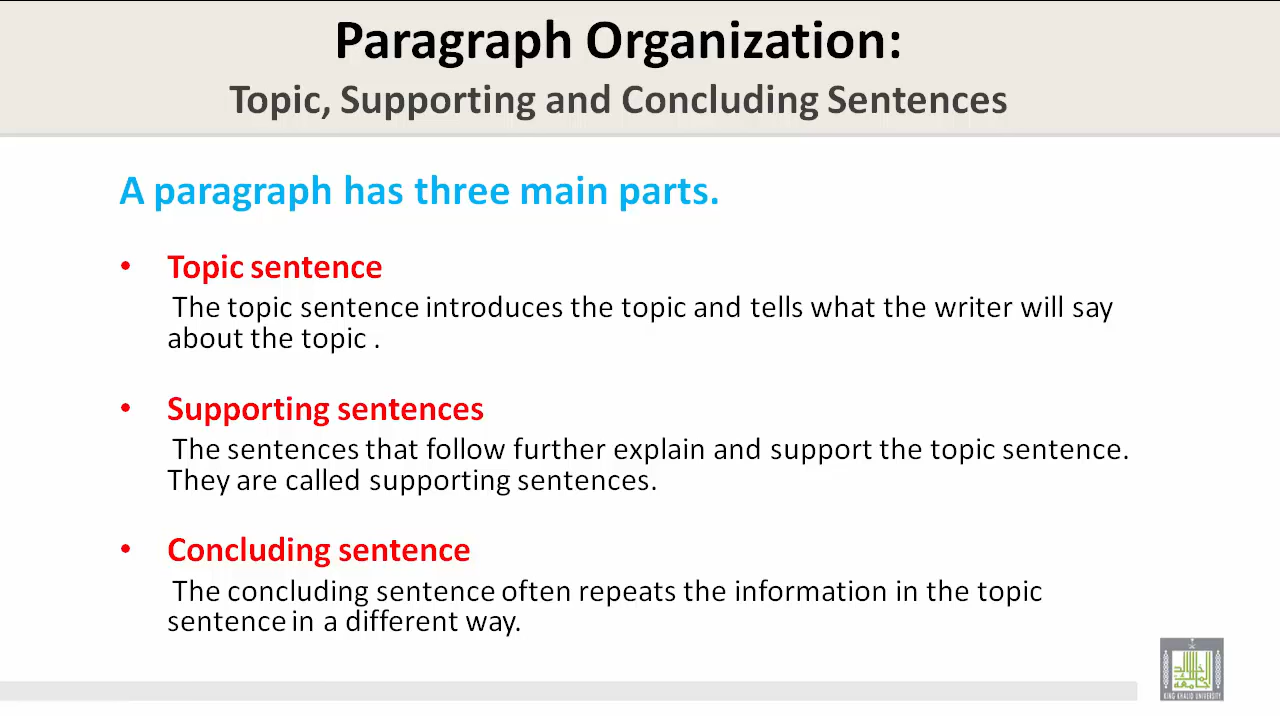 Paragraph Organization:
Topic, Supporting and Concluding Sentences
A paragraph has three main parts.
• Topic sentence
The topic sentence introduces the topic and tells what the writer will say
about the topic .
• Supporting sentences
The sentences that follow further explain and support the topic sentence.
They are called supporting sentences.
• Concluding sentence
The concluding sentence often repeats the information in the topic
sentence in a different way.
KING KHALID UNIVERSITY